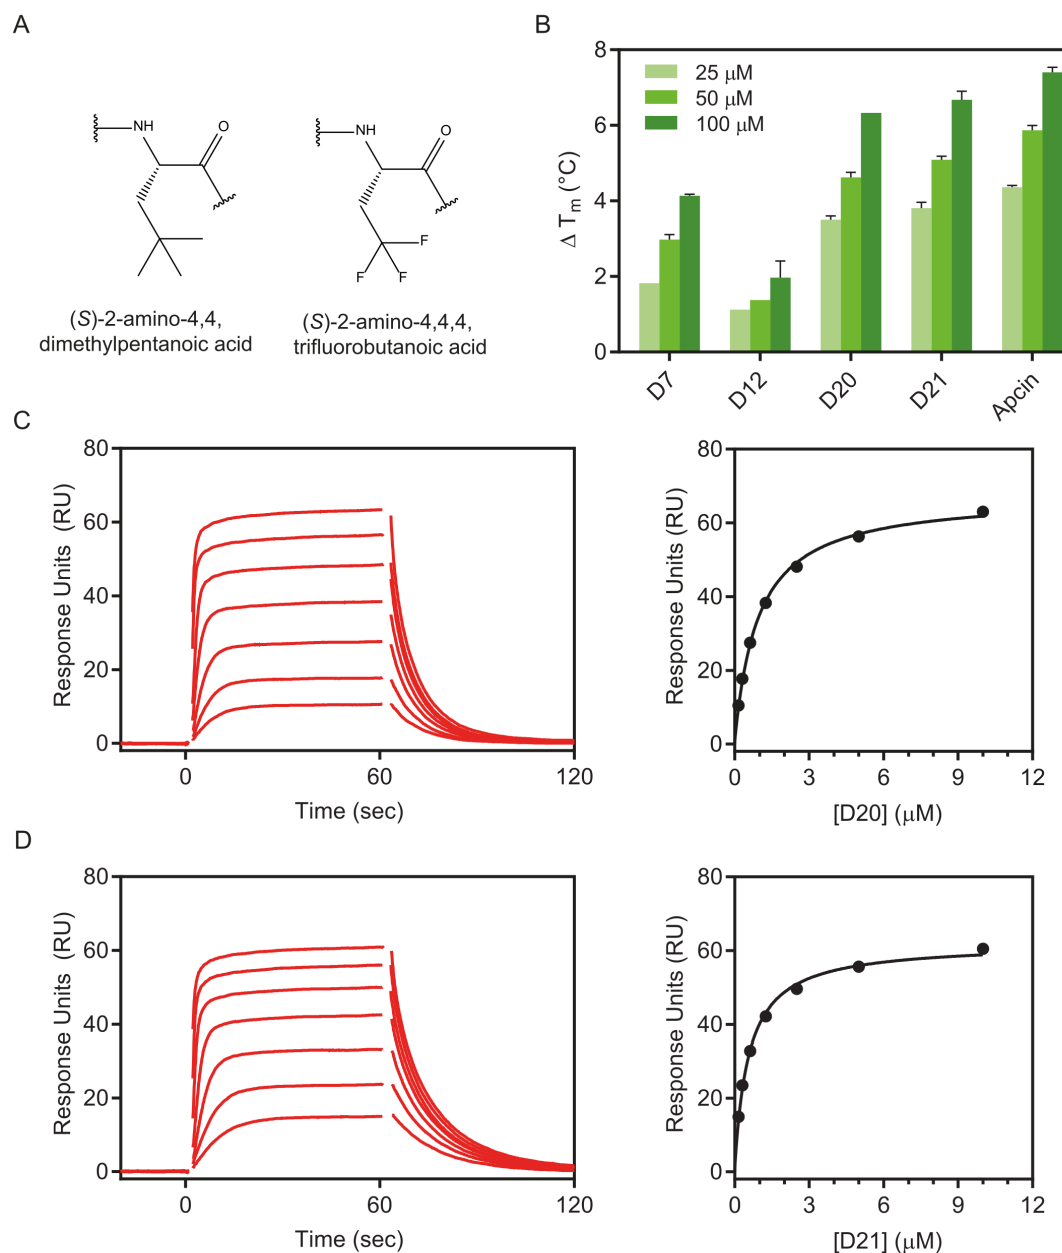 A
NH
O
(S)-2-amino-4,4,
dimethylpentanoic acid
NH
O
F
F
F
(S)-2-amino-4,4,4,
trifluorobutanoic acid
B
Δ Tm (°C)
8
6
4
2
0
25 μM
50 μM
100 μM
D7
D12
D20
D21
Apcin
C
Response Units (RU)
80
60
40
20
0
0
60
120
Time (sec)
Response Units (RU)
80
60
40
20
0
0
3
6
9
12
[D20] (μM)
D
Response Units (RU)
80
60
40
20
0
0
60
120
Time (sec)
Response Units (RU)
80
60
40
20
0
0
3
6
9
12
[D21] (μM)